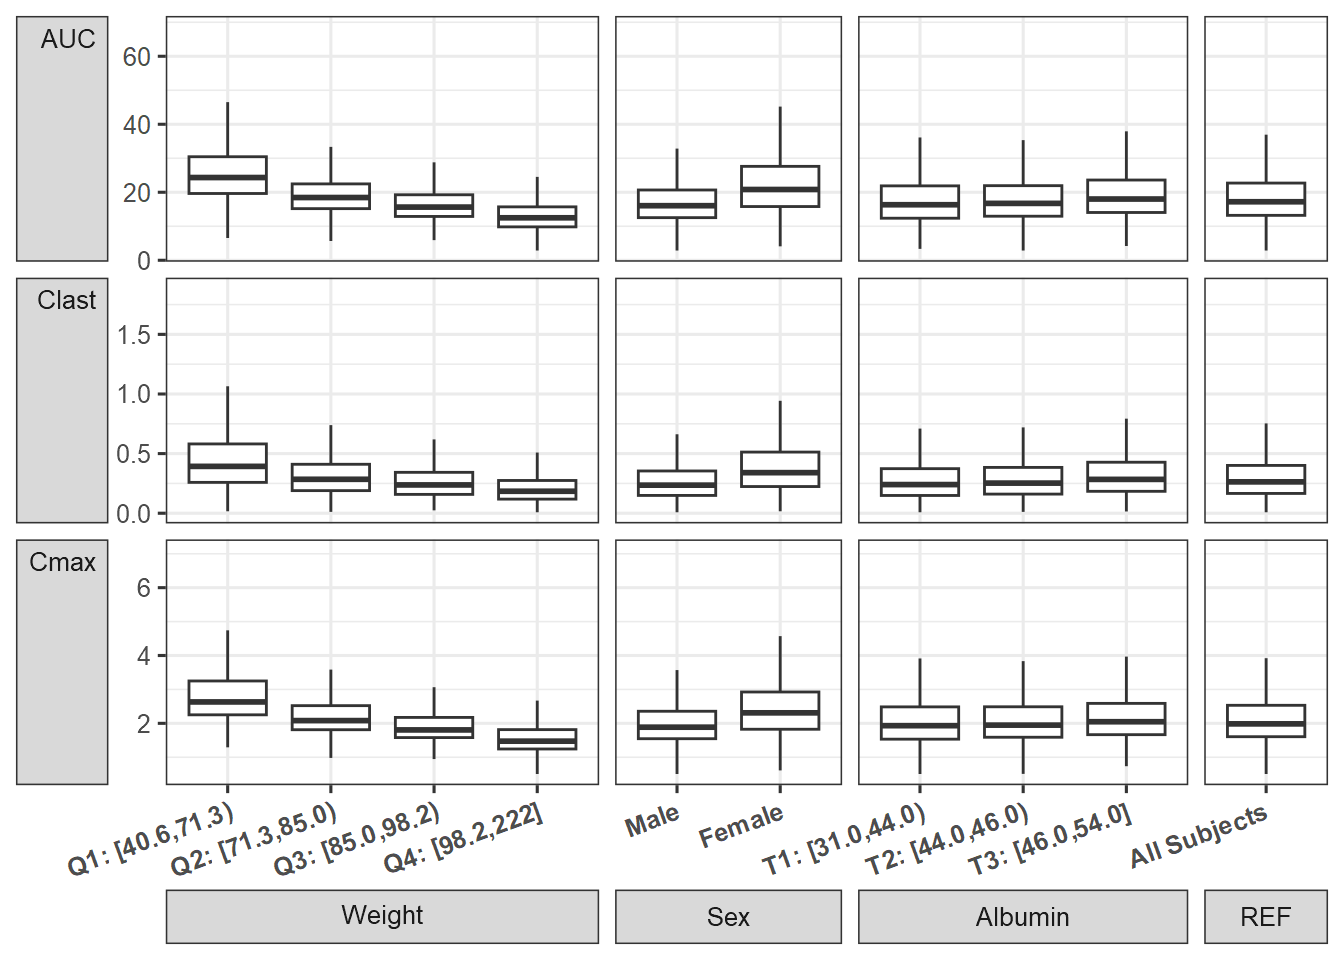 AUC
60
40
20
0
Clast
1.5
1.0
0.5
0.0
Cmax
6
4
2
Q1: [40.6,71.3)
Q2: [71.3,85.0)
Q3: [85.0,98.2)
Q4: [98.2,222]
Male
Female
T1: [31.0,44.0)
T2: [44.0,46.0)
T3: [46.0,54.0]
All Subjects
Weight
Sex
Albumin
REF